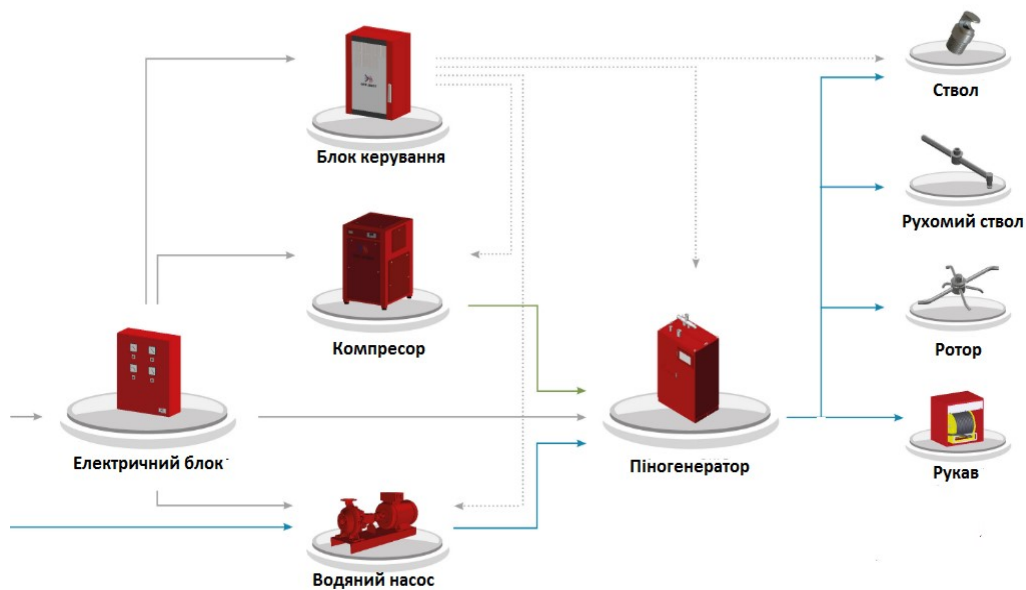 Ствол
Блок керування
Рухомий ствол
Компресор
Ротор
Електричний блок
Піногенератор
Рукав
Водяний насос